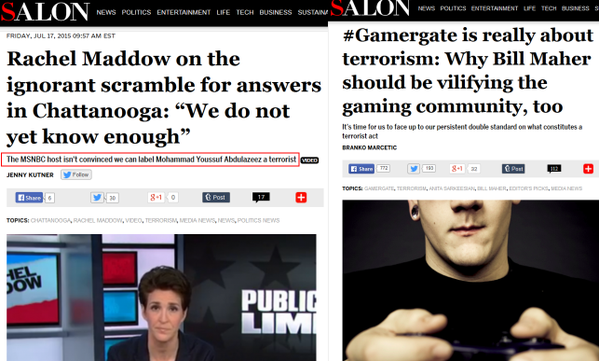 SALON
NEWS POLITICS ENTERTAINMENT LIFE TECH BUSINESS SUSTAINA
FRIDAY, JUL 17, 2015 09:57 AM EST
Rachel Maddow on the
ignorant scramble for answers
in Chattanooga: “We do not
yet know enough”
The MSNBC host isn't convinced we can label Mohammad Youssuf Abdulazeez a terrorist VIDEO
JENNY KUTNER Follow
Share 6 30 +1 0 Post 17
TOPICS: CHATTANOOGA, RACHEL MADDOW, VIDEO, TERRORISM, MEDIA NEWS, NEWS, POLITICS NEWS
HEL
DOW
PUBLIC
LIMI
SALON
NEWS POLITICS ENTERTAINMENT LIFE TECH BUSINESS S
#Gamergate is really about
terrorism: Why Bill Maher
should be vilifying the
gaming community, too
It's time for us to face up to our persistent double standard on what constitutes a
terrorist act
BRANKO MARCETIC
Share 772 193 +1 32 Post
TOPICS: GAMERGATE, TERRORISM, ANITA SARKEESIAN, BILL MAHER, EDITOR'S PICKS, MEDIA NEWS